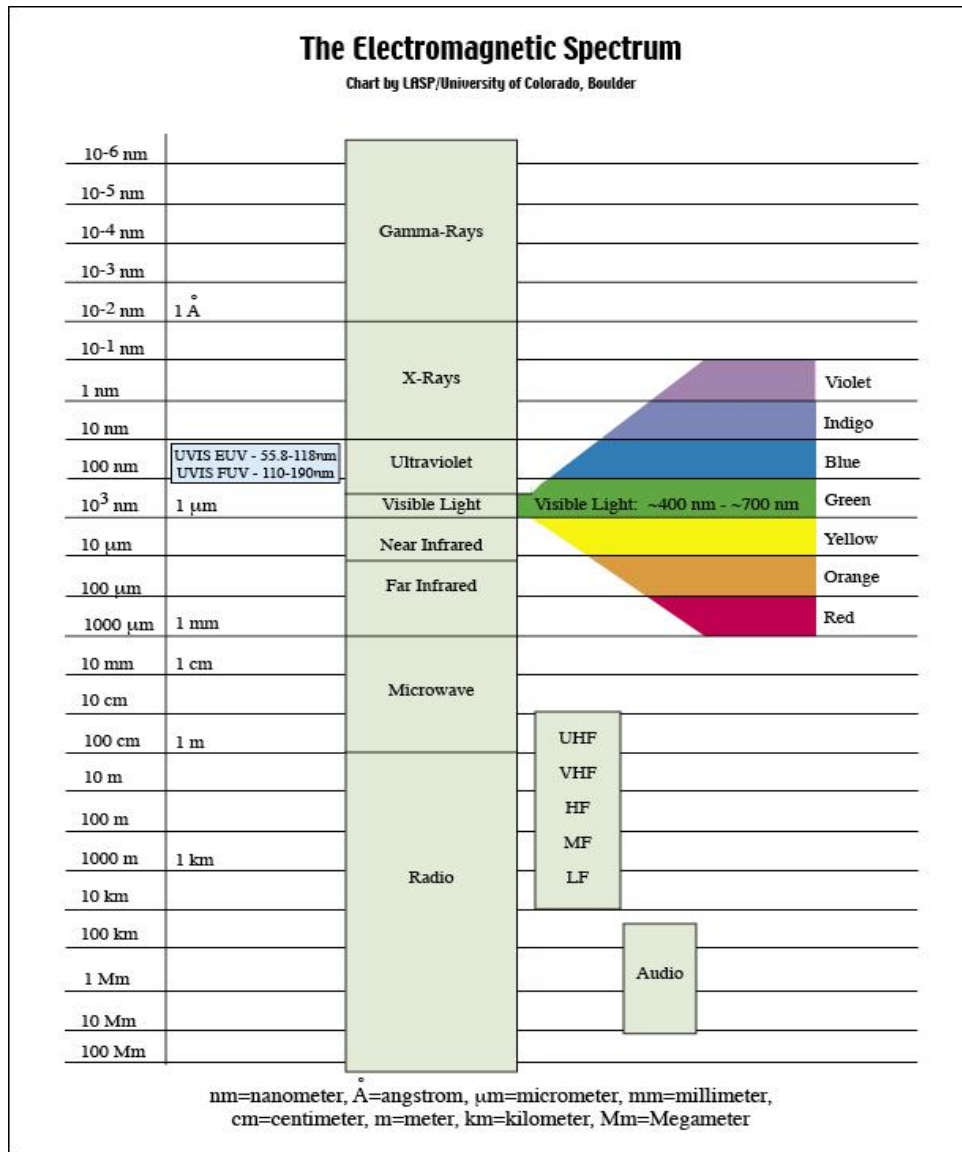 The Electromagnetic Spectrum
Chart by LASP/University of Colorado, Boulder
10-6 nm
10-5 nm
10-4 nm
Gamma-Rays
10-3 nm
10-2 nm 1 Å
10-1 nm
X-Rays
1 nm
Violet
10 nm
Indigo
UVIS EUV - 55.8-118nm
UVIS FUV - 110-190nm
100 nm
Ultraviolet
Blue
10³ nm 1 µm Visible Light Visible Light: ~400 nm - ~700 nm Green
10 µm Near Infrared Yellow
100 µm Far Infrared Orange
1000 µm 1 mm Red
10 mm 1 cm
Microwave
10 cm
100 cm 1 m UHF
10 m VHF
100 m HF
MF
1000 m 1 km
Radio LF
10 km
100 km
Audio
1 Mm
10 Mm
100 Mm
nm=nanometer, Å=angstrom, µm=micrometer, mm=millimeter,
cm=centimeter, m=meter, km=kilometer, Mm=Megameter